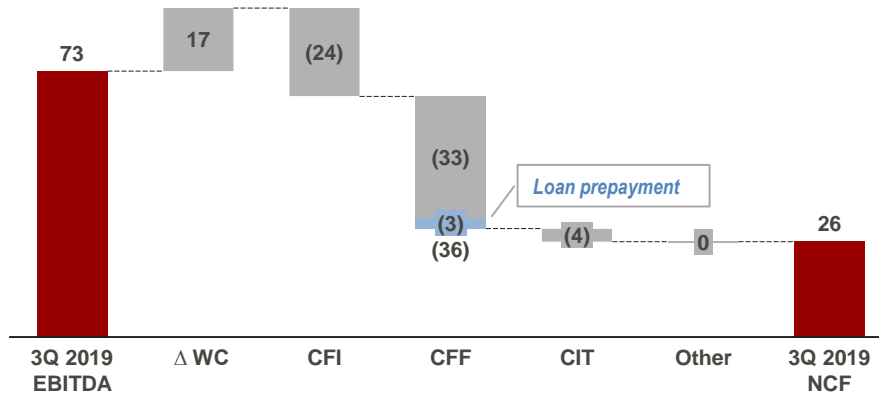 73
17
(24)
(33)
Loan prepayment
(3)
(36)
(4)
0
26
3Q 2019
EBITDA
∆ WC
CFI
CFF
CIT
Other
3Q 2019
NCF